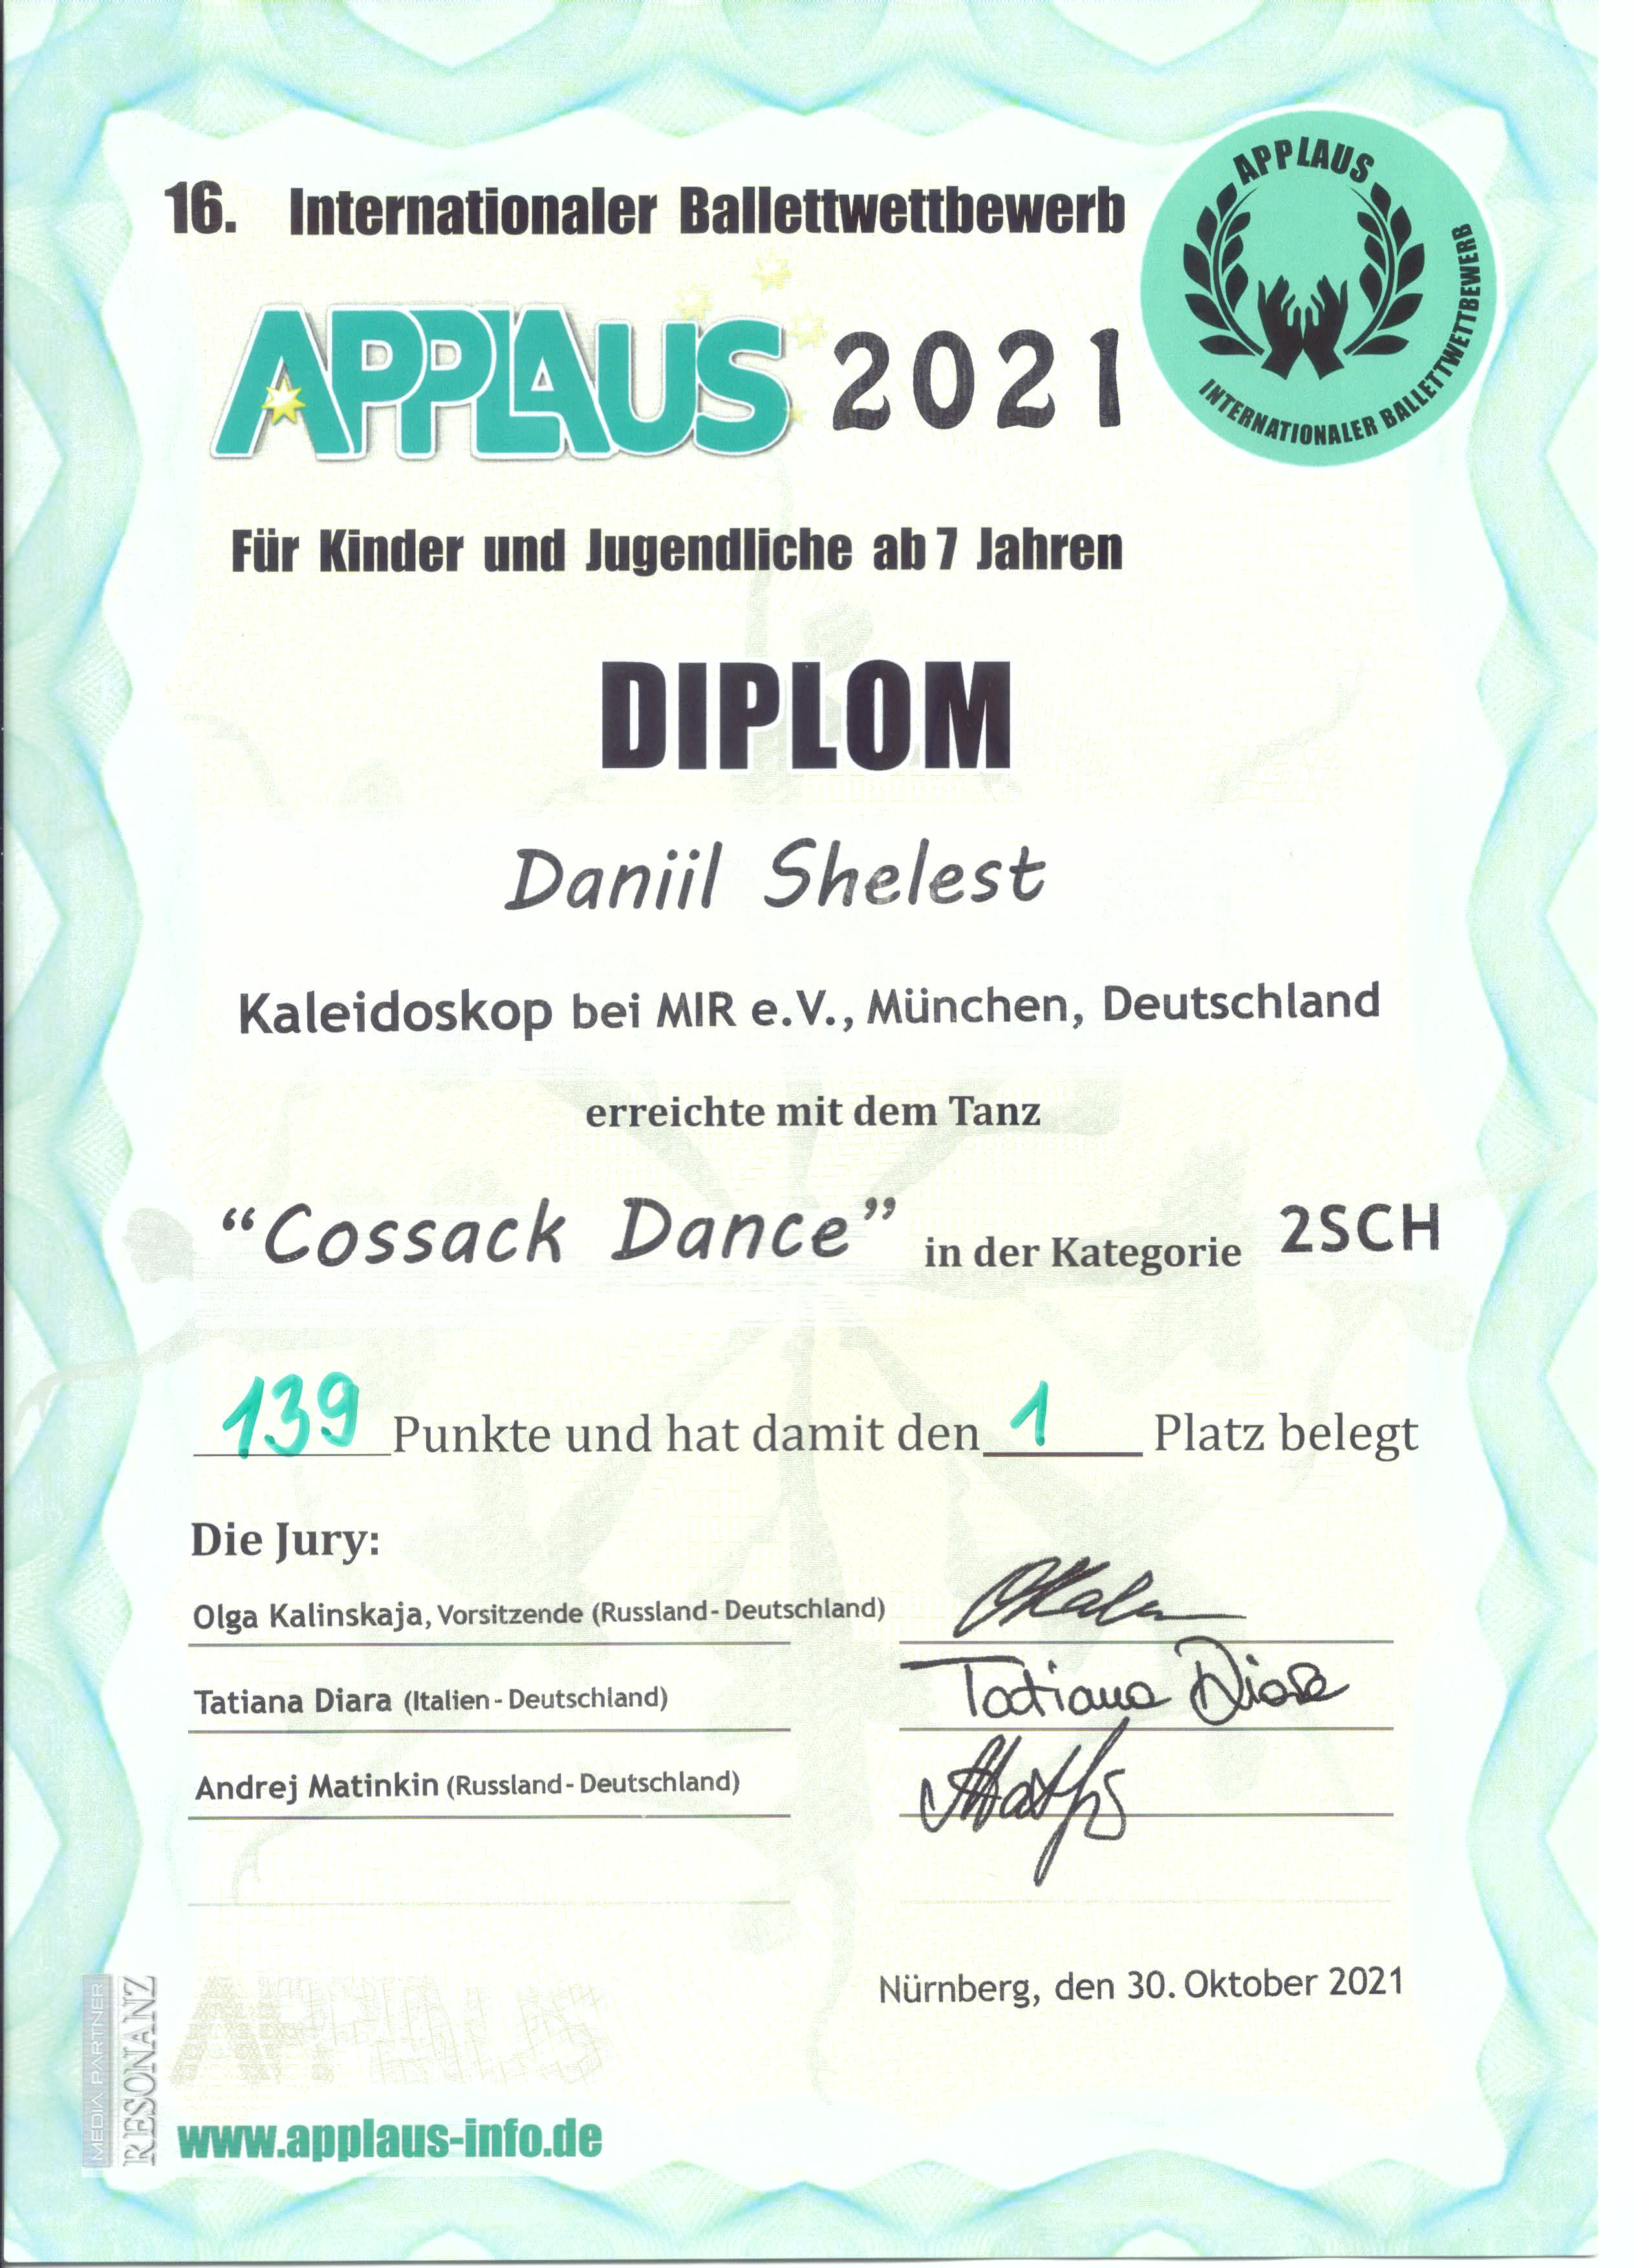 16. Internationaler Ballettwettbewerb
APPLAUS
INTERNATIONALER BALLETTWETTBEWERB
APPLAUS 2021
Für Kinder und Jugendliche ab 7 Jahren
DIPLOM
Daniil Shelest
Kaleidoskop bei MIR e.V., München, Deutschland
erreichte mit dem Tanz
“Cossack Dance” in der Kategorie 2SCH
139 Punkte und hat damit den 1 Platz belegt
Die Jury:
Olga Kalinskaja, Vorsitzende (Russland-Deutschland)
Tatiana Diara (Italien-Deutschland) Tatiana Diara
Andrej Matinkin (Russland-Deutschland)
Nürnberg, den 30. Oktober 2021
APPLAUS
MEDIA PARTNER
RESONANZ
www.applaus-info.de